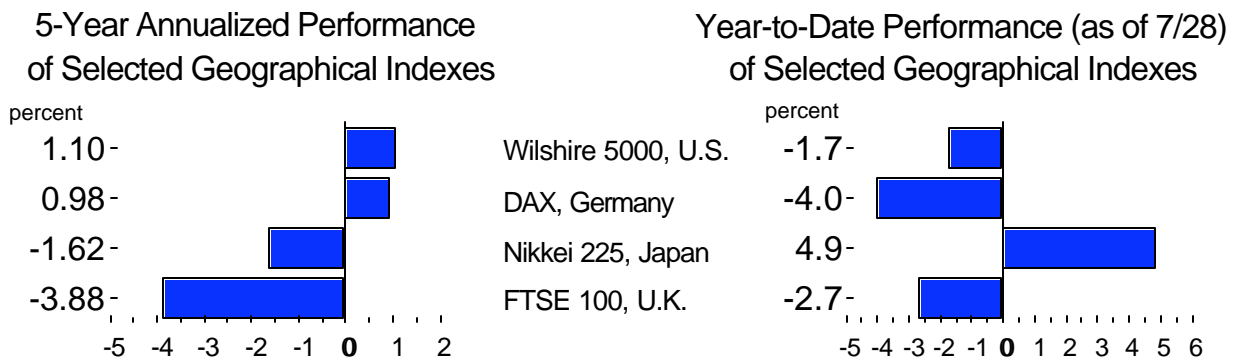 5-Year Annualized Performance
of Selected Geographical Indexes
percent
1.10
0.98
-1.62
-3.88
-5 -4 -3 -2 -1 0 1 2
Wilshire 5000, U.S.
DAX, Germany
Nikkei 225, Japan
FTSE 100, U.K.
Year-to-Date Performance (as of 7/28)
of Selected Geographical Indexes
percent
-1.7
-4.0
4.9
-2.7
-5 -4 -3 -2 -1 0 1 2 3 4 5 6